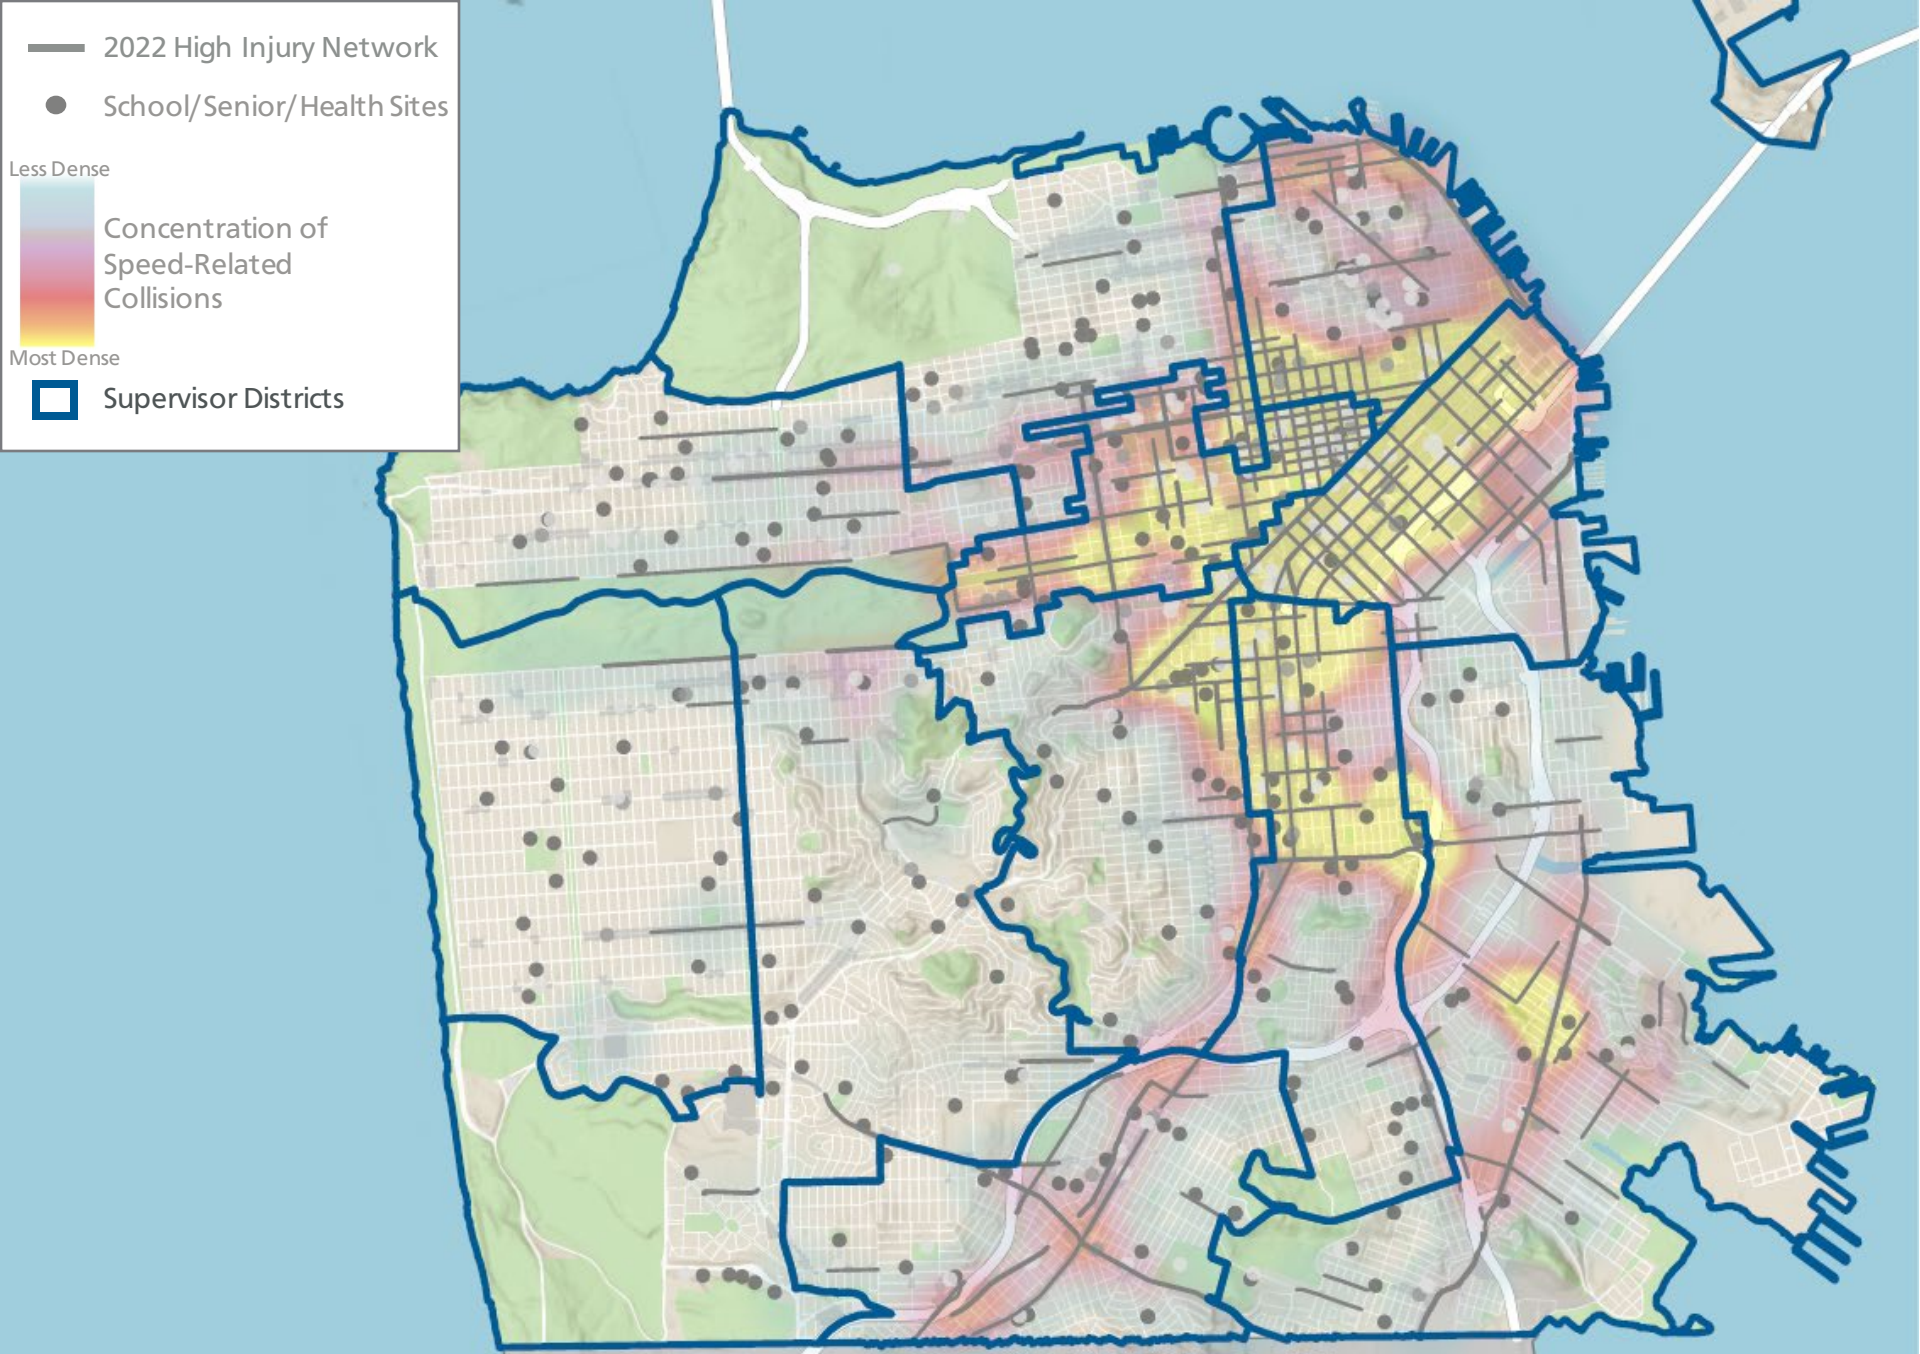 2022 High Injury Network
School/Senior/Health Sites
Less Dense
Concentration of
Speed-Related
Collisions
Most Dense
Supervisor Districts